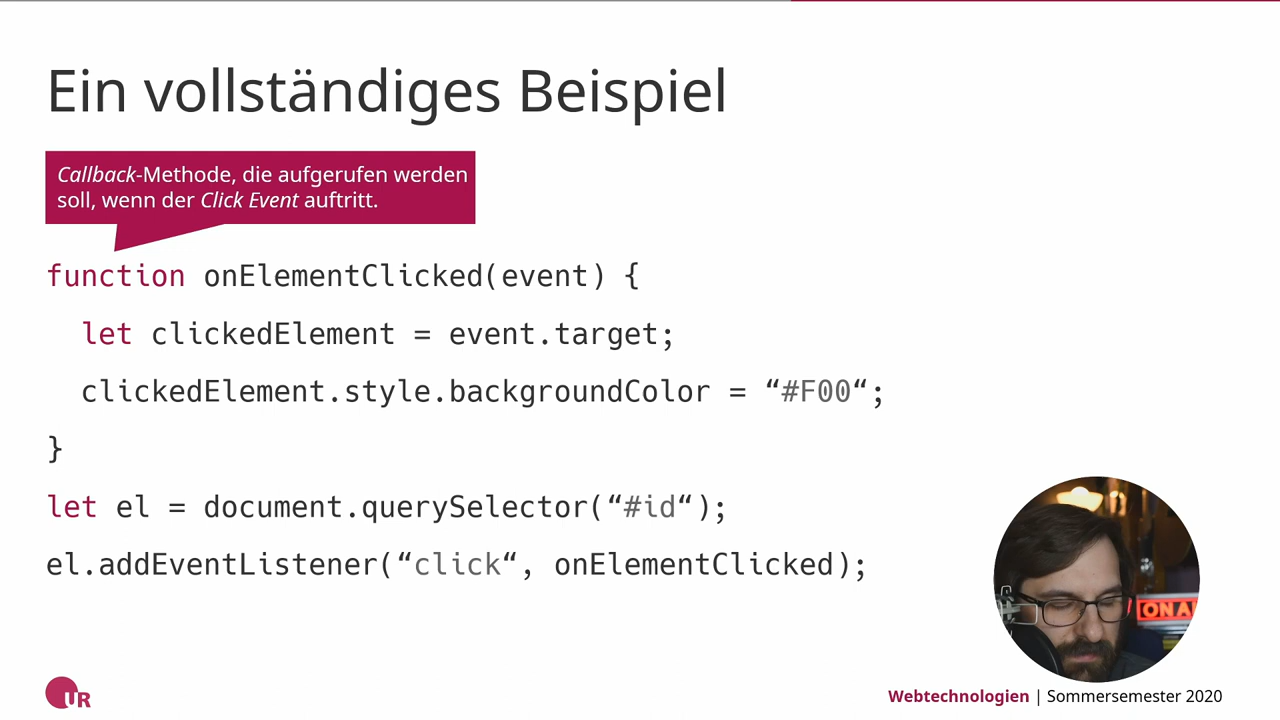 Ein vollständiges Beispiel
Callback-Methode, die aufgerufen werden
soll, wenn der Click Event auftritt.
function onElementClicked(event) {
let clickedElement = event.target;
clickedElement.style.backgroundColor = “#F00“;
}
let el = document.querySelector(“#id“);
el.addEventListener(“click“, onElementClicked);
ON A
UR
Webtechnologien | Sommersemester 2020